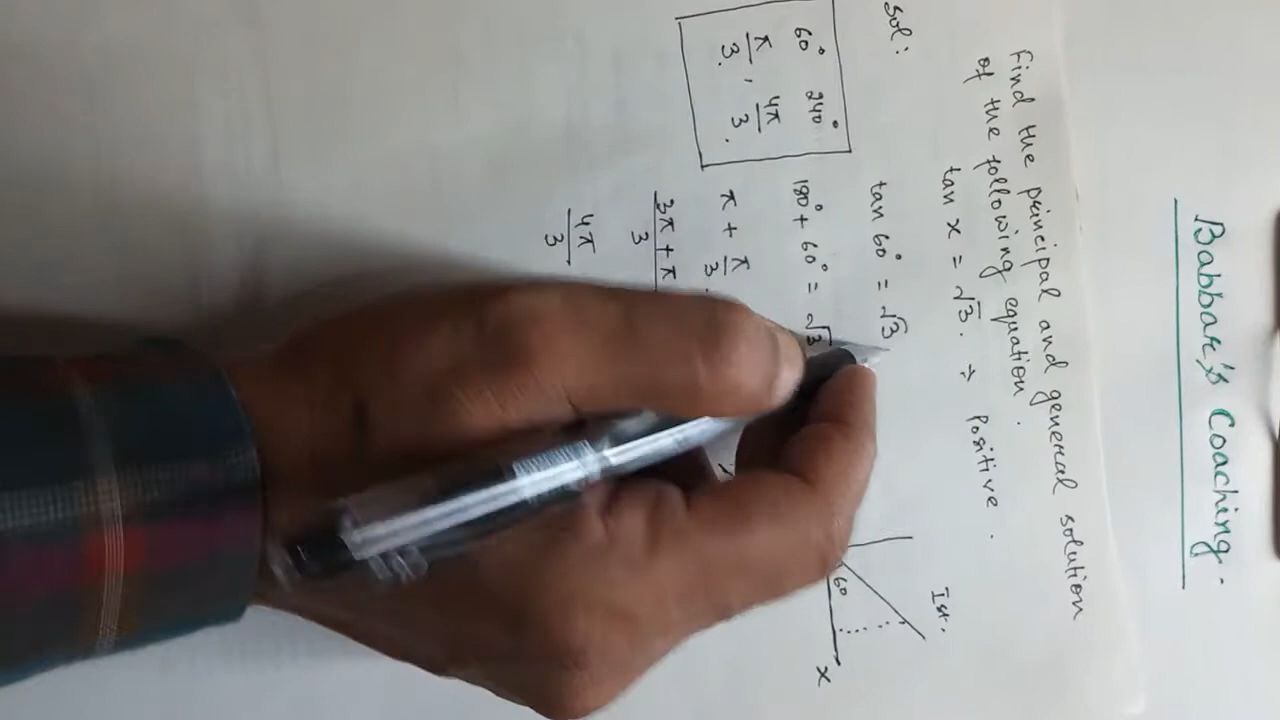 Babbar's Coaching.
Find the principal and general solution
of the following equation.
tan x = √3. ÷ Positive.
Sol:
tan 60° = √3
Ist.
60° 240°
π/3, 4π/3.
180° + 60° = √3
60
x
π + π/3.
3π + π/3
4π/3